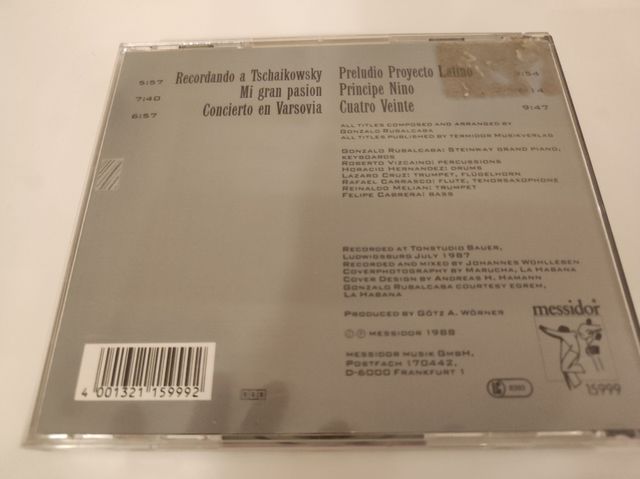 5:57 Recordando a Tschaikowsky
7:40 Mi gran pasion
6:57 Concierto en Varsovia
Preludio Proyecto Latino :54
Principe Nino :14
Cuatro Veinte 9:47
ALL TITLES COMPOSED AND ARRANGED BY
GONZALO RUBALCABA
ALL TITLES PUBLISHED BY TERMIDOR MUSIKVERLAG
GONZALO RUBALCABA: STEINWAY GRAND PIANO,
KEYBOARDS
ROBERTO VIZCAINO: PERCUSSIONS
HORACIO HERNANDEZ: DRUMS
LAZARO CRUZ: TRUMPET, FLÜGELHORN
RAFAEL CARRASCO: FLUTE, TENORSAXOPHONE
REINALDO MELIAN: TRUMPET
FELIPE CABRERA: BASS
RECORDED AT TONSTUDIO BAUER,
LUDWIGSBURG JULY 1987
RECORDED AND MIXED BY JOHANNES WOHLLEBEN
COVERPHOTOGRAPHY BY MARUCHA, LA HABANA
COVER DESIGN BY ANDREAS H. HAMANN
GONZALO RUBALCABA COURTESY EGREM,
LA HABANA
PRODUCED BY GÖTZ A. WÖRNER
Ⓒ Ⓟ MESSIDOR 1988
MESSIDOR MUSIK GMBH,
POSTFACH 170442,
D-6000 FRANKFURT 1
messidor
15999
4 001321 159992